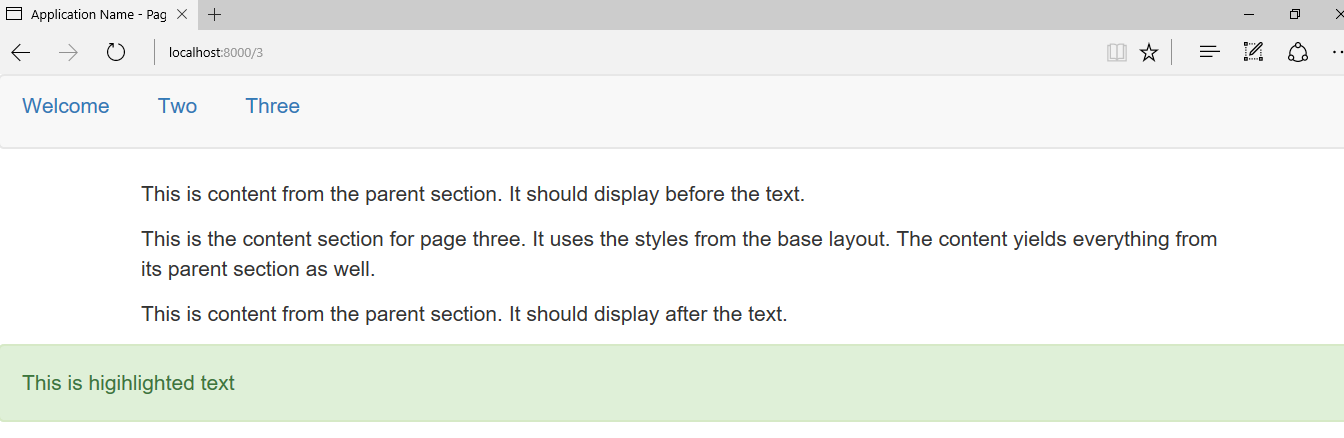 Application Name - Pag
localhost:8000/3
Welcome Two Three
This is content from the parent section. It should display before the text.
This is the content section for page three. It uses the styles from the base layout. The content yields everything from
its parent section as well.
This is content from the parent section. It should display after the text.
This is higihlighted text